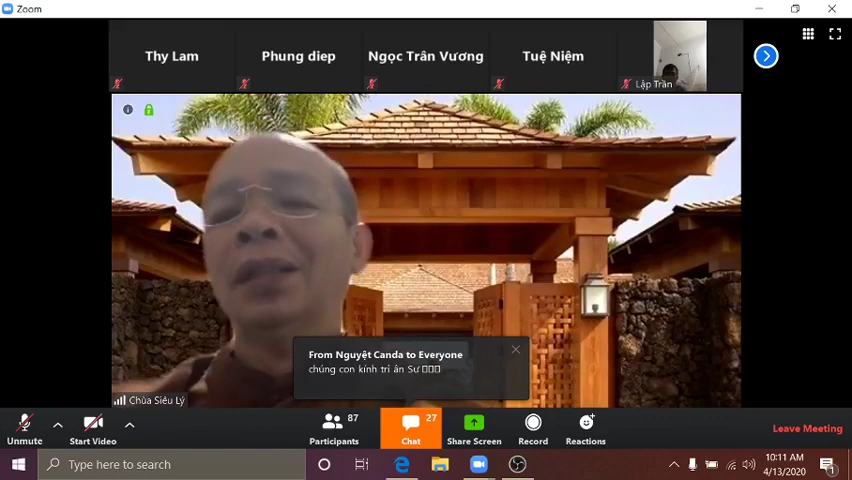 Zoom
Thy Lam
Phung diep
Ngọc Trân Vương
Tuệ Niệm
Lập Trần
From Nguyệt Canda to Everyone
chúng con kính tri ân Sư
Chùa Siêu Lý
87
27
Unmute
Start Video
Participants
Chat
Share Screen
Record
Reactions
Leave Meeting
Type here to search
10:11 AM
4/13/2020
1